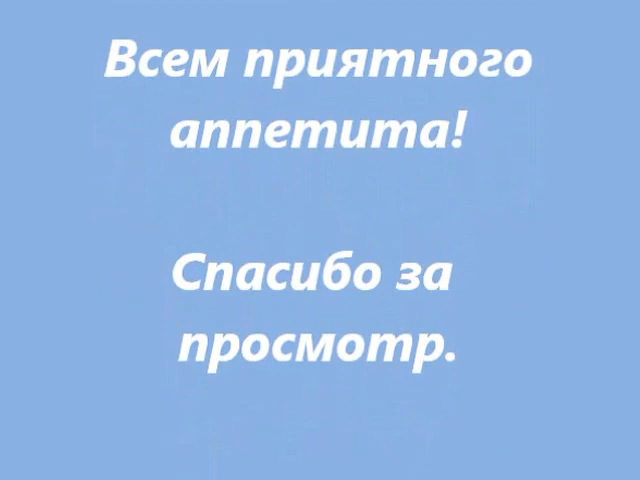 Всем приятного
аппетита!
Спасибо за
просмотр.